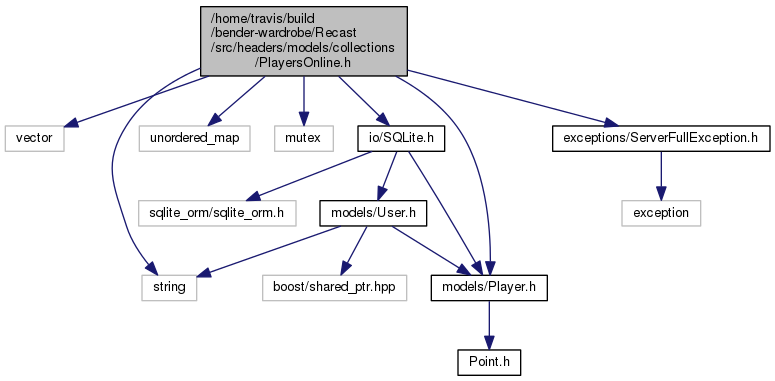 /home/travis/build
/bender-wardrobe/Recast
/src/headers/models/collections
/PlayersOnline.h
vector
unordered_map
mutex
io/SQLite.h
exceptions/ServerFullException.h
sqlite_orm/sqlite_orm.h
models/User.h
exception
string
boost/shared_ptr.hpp
models/Player.h
Point.h